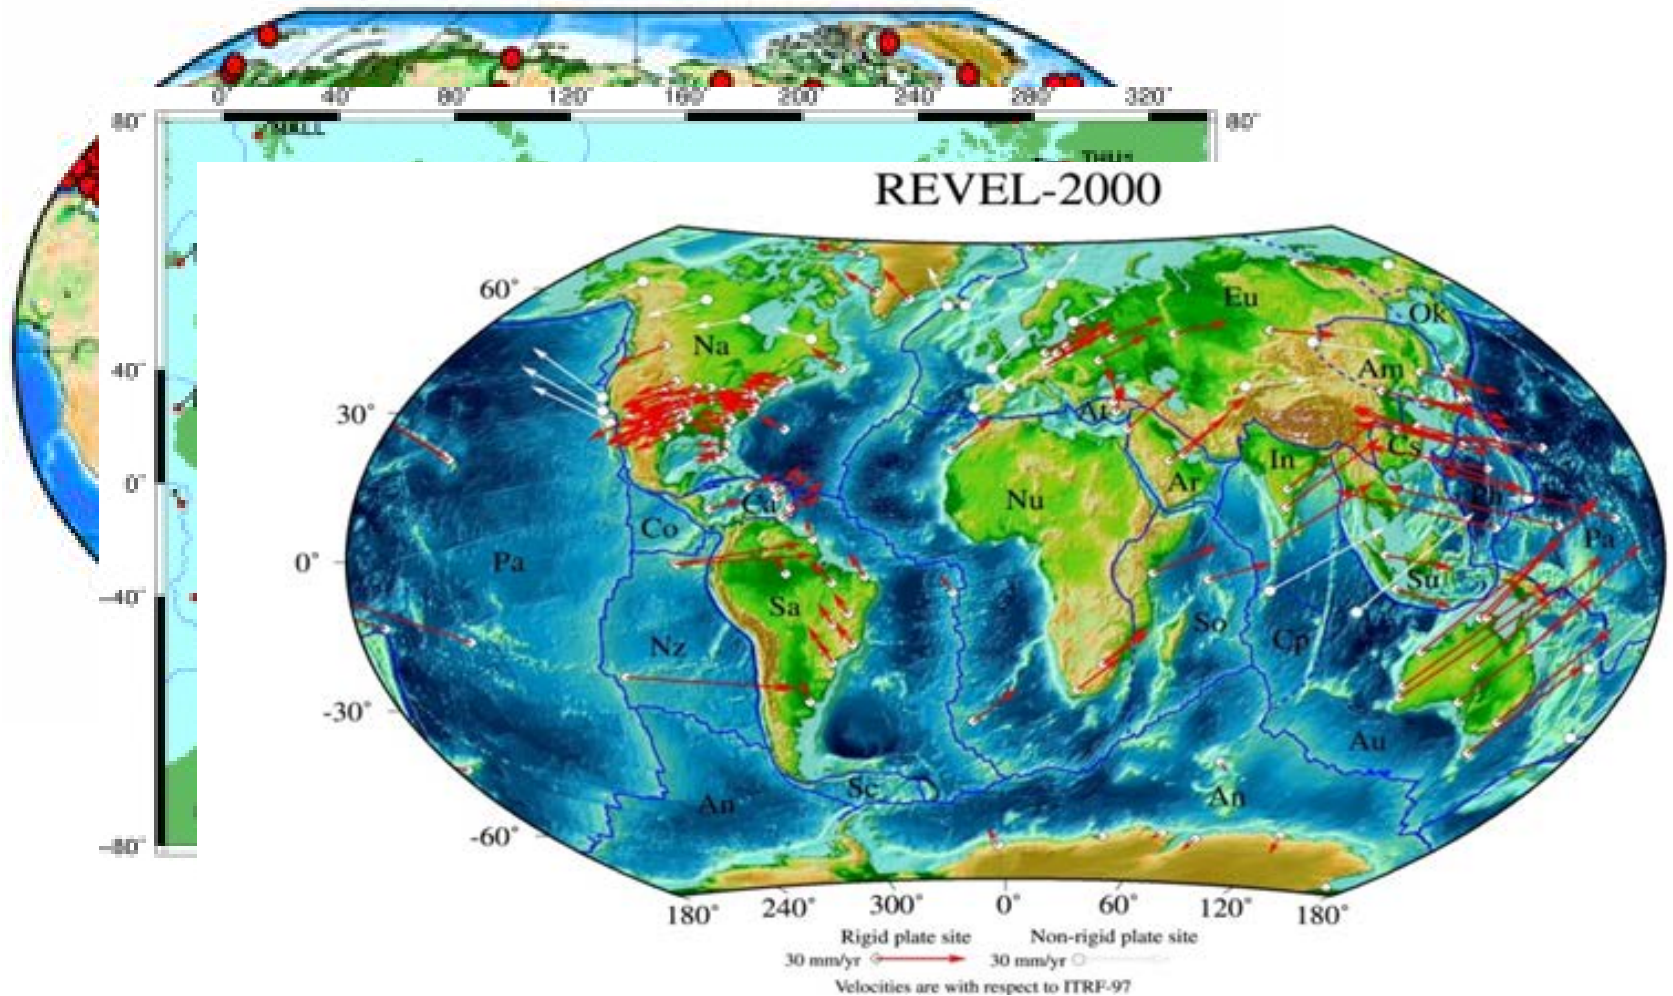 0° 40° 80° 120° 160° 200° 240° 280° 320°
80° 80°
THUL
REVEL-2000
60°
Eu
Ok
Na
40°
Am
30°
At
Cs
In
0°
Ar
Ca
Nu
Ph
Co
Pa
Pa
0°
Su
-40°
Sa
So
Nz
Cp
-30°
Au
Sc
An
An
-60°
-80°
180° 240° 300° 0° 60° 120° 180°
Rigid plate site Non-rigid plate site
30 mm/yr 30 mm/yr
Velocities are with respect to ITRF-97